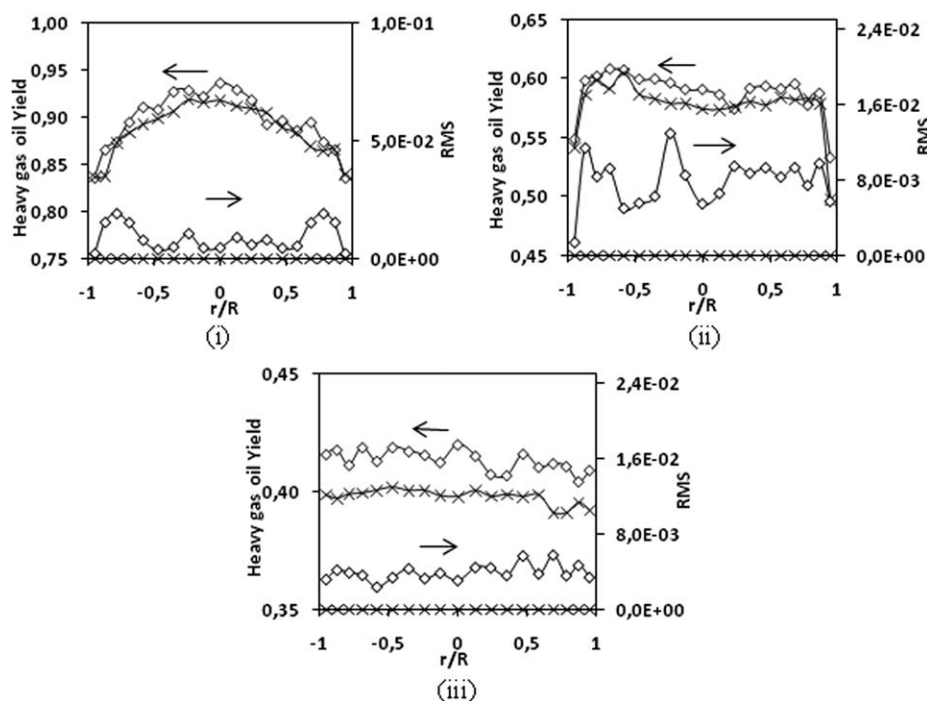 1,00
0,95
0,90
0,85
0,80
0,75
Heavy gas oil Yield
1,0E-01
5,0E-02
0,0E+00
RMS
-1 -0,5 0 0,5 1
r/R
(i)
0,65
0,60
0,55
0,50
0,45
Heavy gas oil Yield
2,4E-02
1,6E-02
8,0E-03
0,0E+00
RMS
-1 -0,5 0 0,5 1
r/R
(ii)
0,45
0,40
0,35
Heavy gas oil Yield
2,4E-02
1,6E-02
8,0E-03
0,0E+00
RMS
-1 -0,5 0 0,5 1
r/R
(iii)